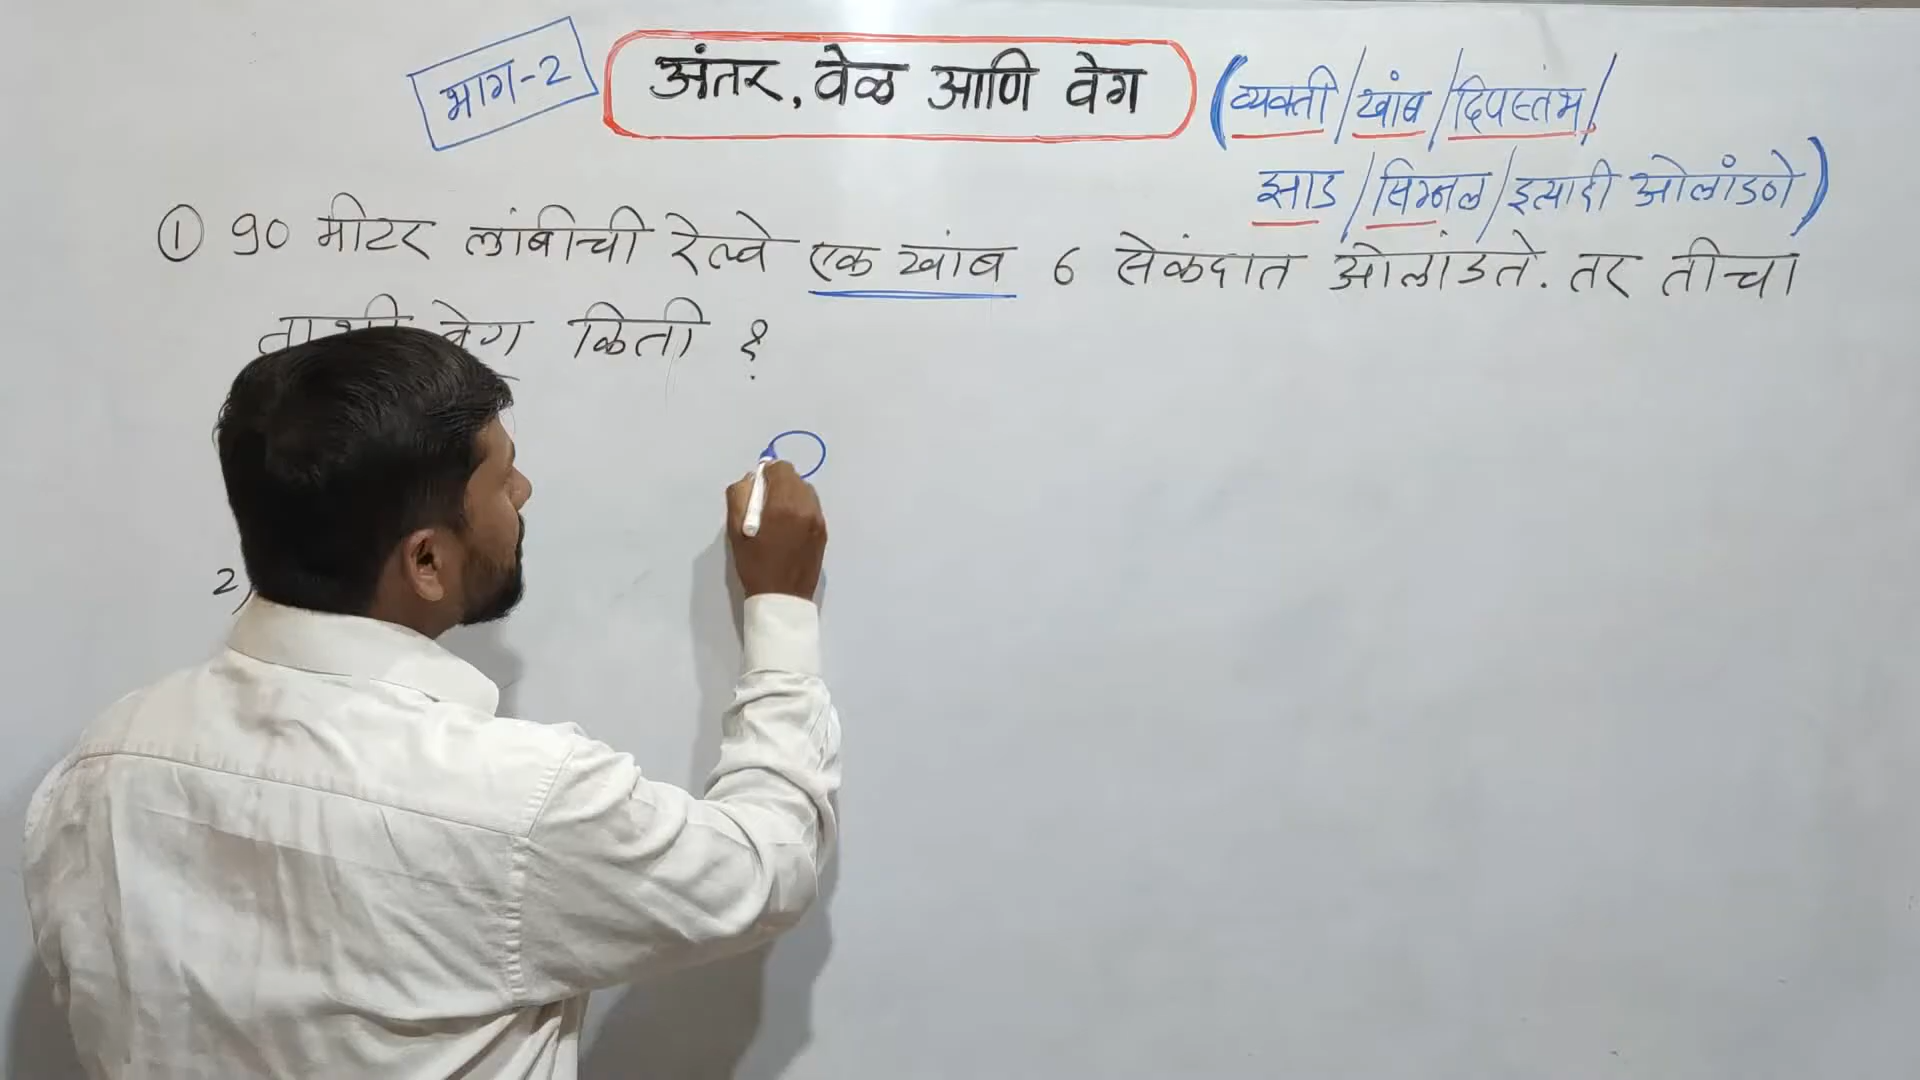 भाग-2
अंतर, वेळ आणि वेग
(व्यक्ती/खांब/दिपस्तंभ/
झाड/सिग्नल/इत्यादी ओलांडणे)
① 90 मीटर लांबीची रेल्वे एक खांब 6 सेकंदात ओलांडते. तर तीचा
वेग किती ?
2)